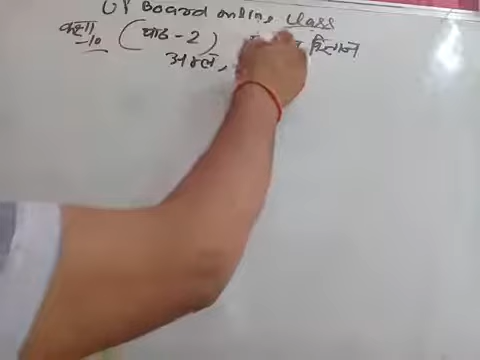 UP Board online Class
कक्षा (पाठ - 2) विज्ञान
-10
अम्ल,